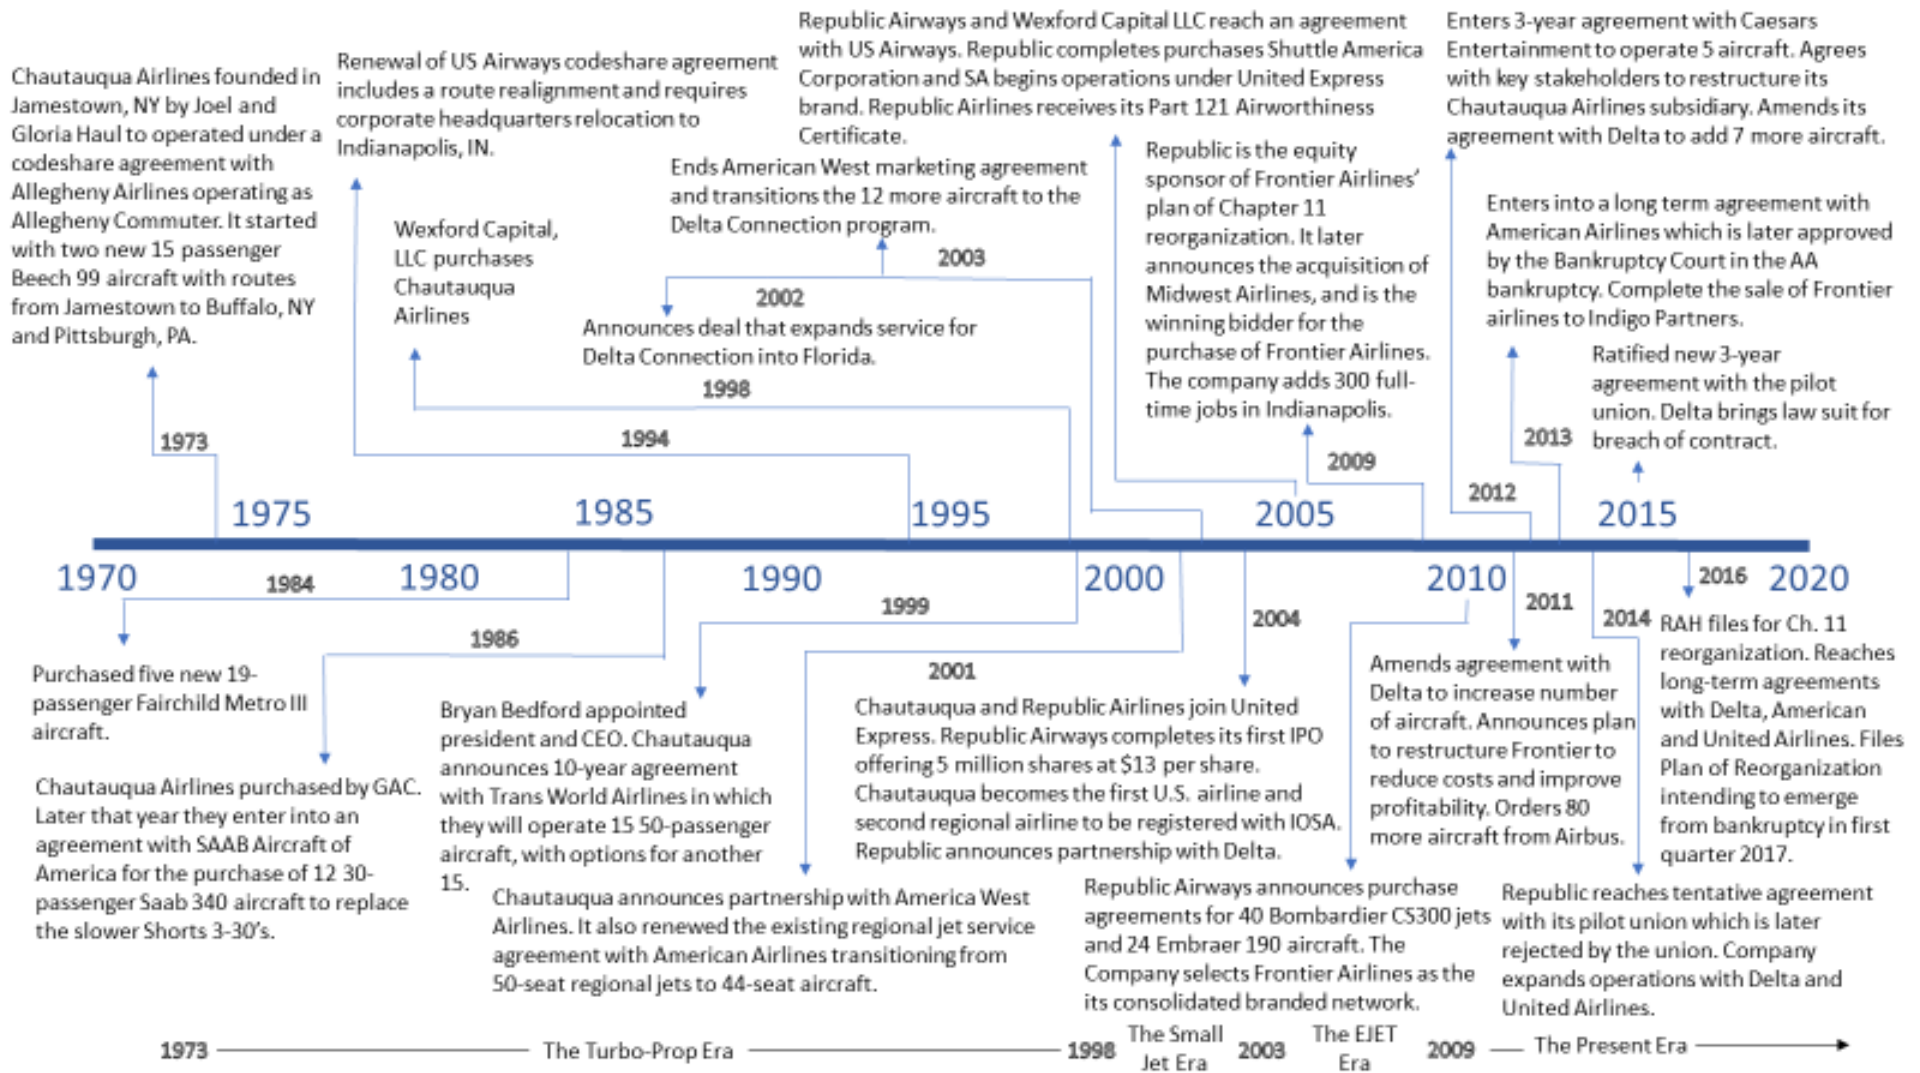 Chautauqua Airlines founded in
Jamestown, NY by Joel and
Gloria Haul to operated under a
codeshare agreement with
Allegheny Airlines operating as
Allegheny Commuter. It started
with two new 15 passenger
Beech 99 aircraft with routes
from Jamestown to Buffalo, NY
and Pittsburgh, PA.
1973
Renewal of US Airways codeshare agreement
includes a route realignment and requires
corporate headquarters relocation to
Indianapolis, IN.
1994
Wexford Capital,
LLC purchases
Chautauqua
Airlines
1998
Ends American West marketing agreement
and transitions the 12 more aircraft to the
Delta Connection program.
2003
2002
Announces deal that expands service for
Delta Connection into Florida.
Republic Airways and Wexford Capital LLC reach an agreement
with US Airways. Republic completes purchases Shuttle America
Corporation and SA begins operations under United Express
brand. Republic Airlines receives its Part 121 Airworthiness
Certificate.
Republic is the equity
sponsor of Frontier Airlines'
plan of Chapter 11
reorganization. It later
announces the acquisition of
Midwest Airlines, and is the
winning bidder for the
purchase of Frontier Airlines.
The company adds 300 full-
time jobs in Indianapolis.
2009
Enters 3-year agreement with Caesars
Entertainment to operate 5 aircraft. Agrees
with key stakeholders to restructure its
Chautauqua Airlines subsidiary. Amends its
agreement with Delta to add 7 more aircraft.
2012
Enters into a long term agreement with
American Airlines which is later approved
by the Bankruptcy Court in the AA
bankruptcy. Complete the sale of Frontier
airlines to Indigo Partners.
2013
Ratified new 3-year
agreement with the pilot
union. Delta brings law suit for
breach of contract.
1975
1985
1995
2005
2015
1970
1980
1990
2000
2010
2020
1984
Purchased five new 19-
passenger Fairchild Metro III
aircraft.
1986
Chautauqua Airlines purchased by GAC.
Later that year they enter into an
agreement with SAAB Aircraft of
America for the purchase of 12 30-
passenger Saab 340 aircraft to replace
the slower Shorts 3-30's.
1999
Bryan Bedford appointed
president and CEO. Chautauqua
announces 10-year agreement
with Trans World Airlines in which
they will operate 15 50-passenger
aircraft, with options for another
15.
2001
Chautauqua announces partnership with America West
Airlines. It also renewed the existing regional jet service
agreement with American Airlines transitioning from
50-seat regional jets to 44-seat aircraft.
2004
Chautauqua and Republic Airlines join United
Express. Republic Airways completes its first IPO
offering 5 million shares at $13 per share.
Chautauqua becomes the first U.S. airline and
second regional airline to be registered with IOSA.
Republic announces partnership with Delta.
Republic Airways announces purchase
agreements for 40 Bombardier CS300 jets
and 24 Embraer 190 aircraft. The
Company selects Frontier Airlines as the
its consolidated branded network.
2011
Amends agreement with
Delta to increase number
of aircraft. Announces plan
to restructure Frontier to
reduce costs and improve
profitability. Orders 80
more aircraft from Airbus.
2014
Republic reaches tentative agreement
with its pilot union which is later
rejected by the union. Company
expands operations with Delta and
United Airlines.
2016
RAH files for Ch. 11
reorganization. Reaches
long-term agreements
with Delta, American
and United Airlines. Files
Plan of Reorganization
intending to emerge
from bankruptcy in first
quarter 2017.
1973
The Turbo-Prop Era
1998
The Small
Jet Era
2003
The EJET
Era
2009
The Present Era